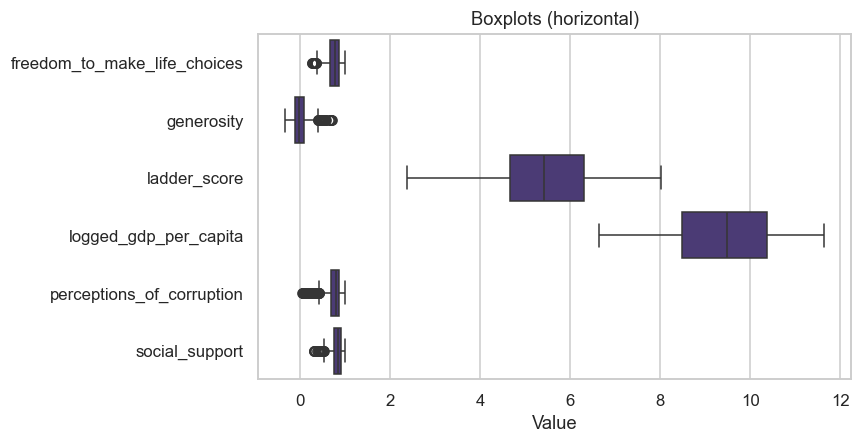 Boxplots (horizontal)
freedom_to_make_life_choices
generosity
ladder_score
logged_gdp_per_capita
perceptions_of_corruption
social_support
0 2 4 6 8 10 12
Value